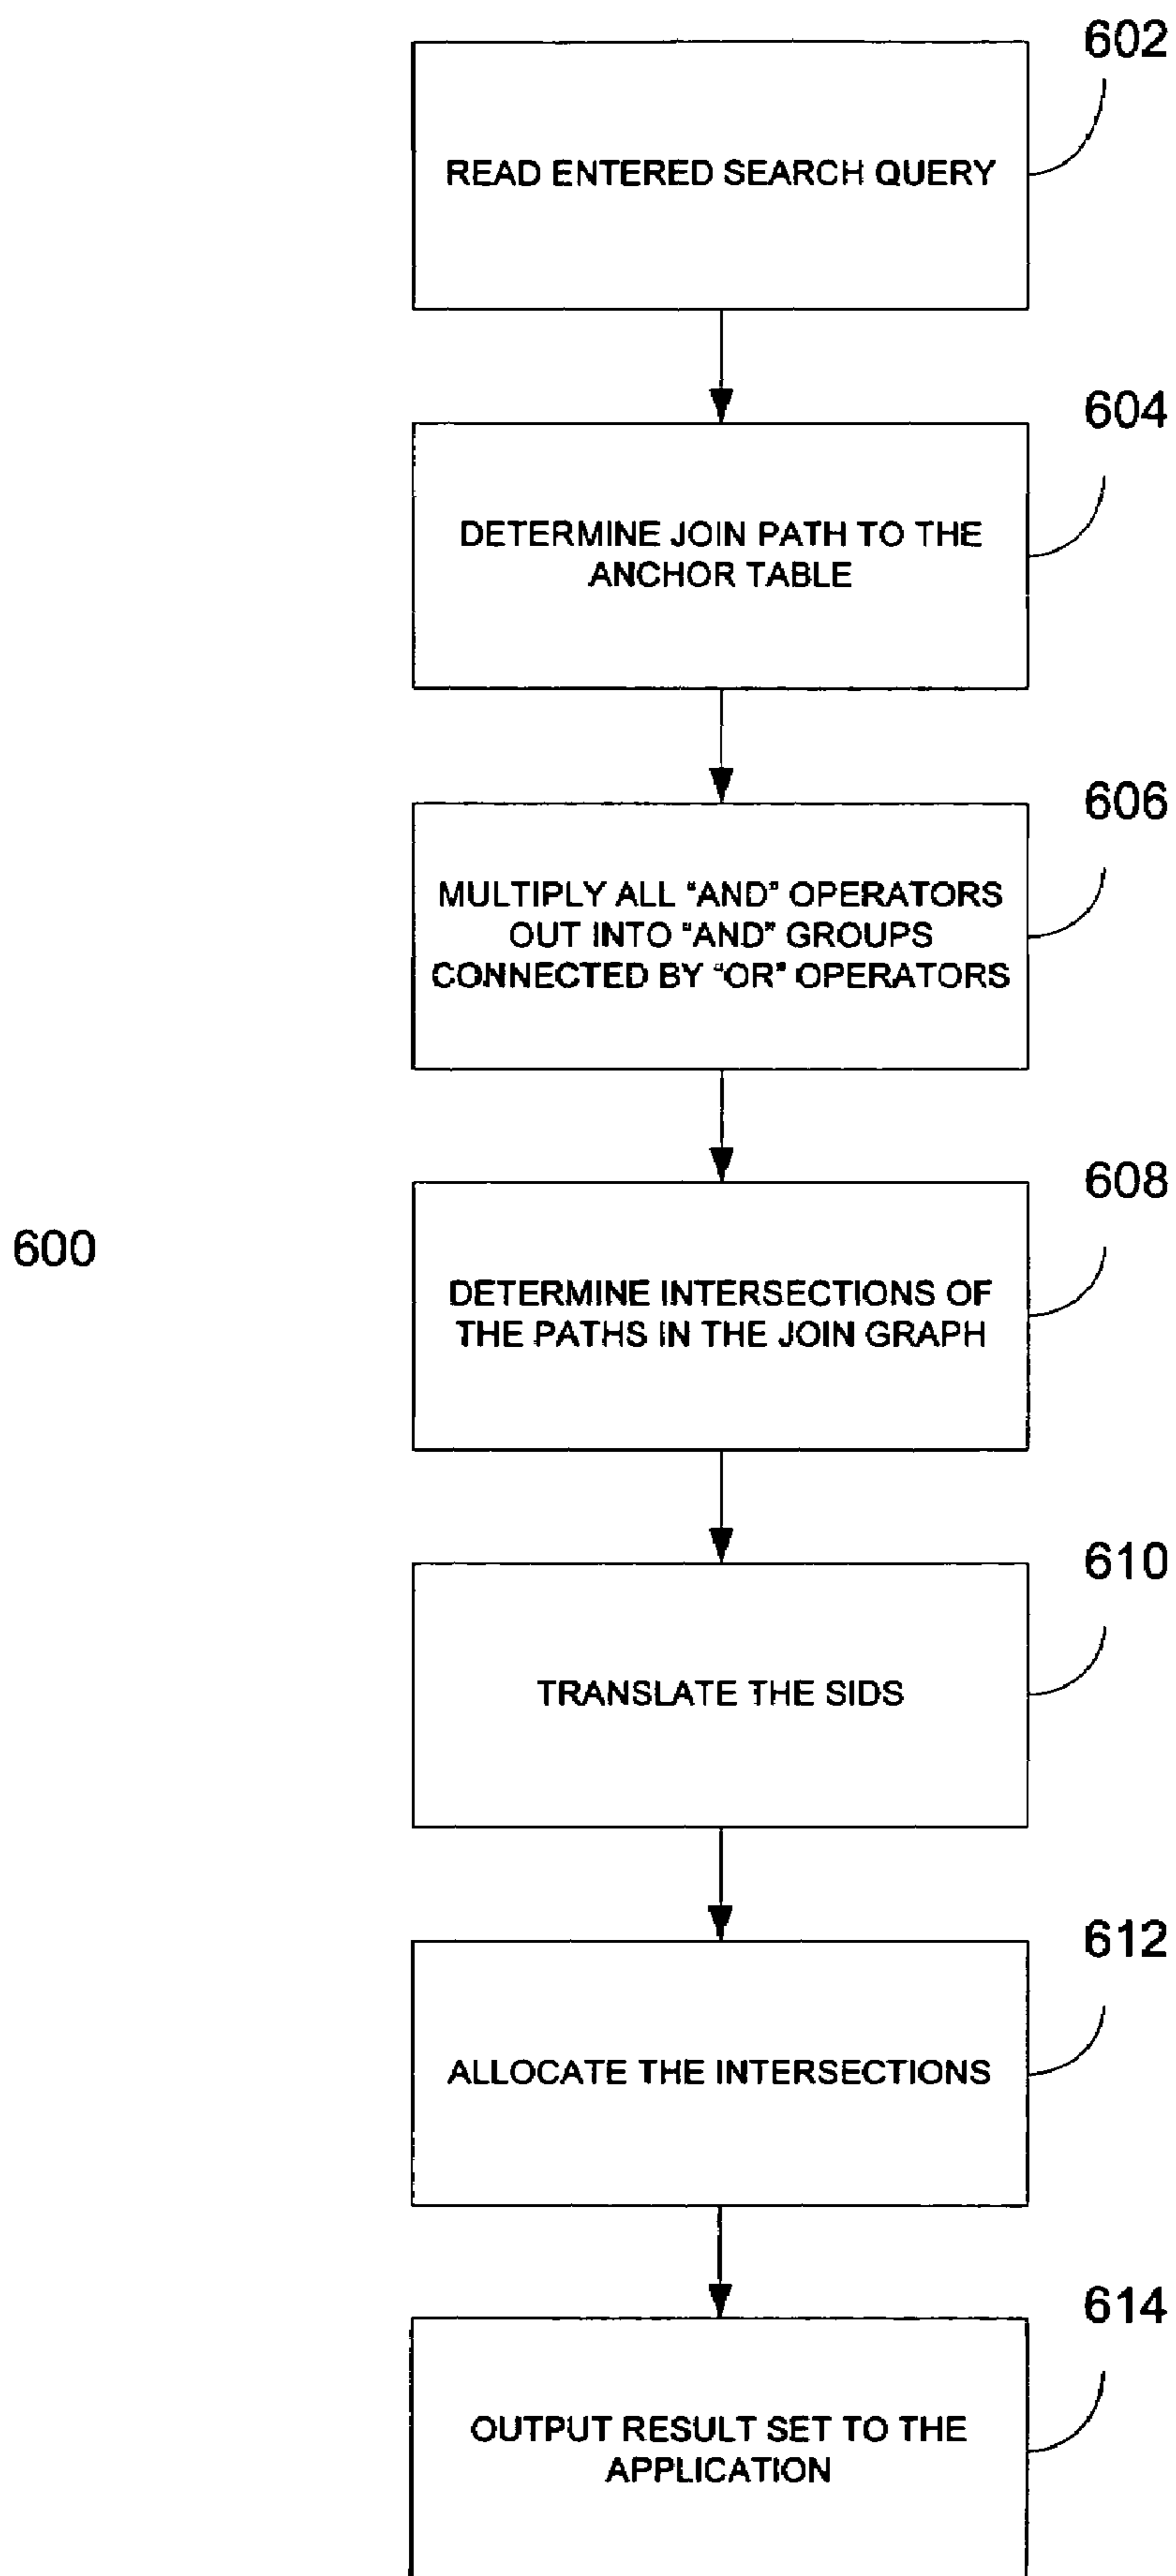 602
READ ENTERED SEARCH QUERY
604
DETERMINE JOIN PATH TO THE
ANCHOR TABLE
606
MULTIPLY ALL "AND" OPERATORS
OUT INTO "AND" GROUPS
CONNECTED BY "OR" OPERATORS
608
600
DETERMINE INTERSECTIONS OF
THE PATHS IN THE JOIN GRAPH
610
TRANSLATE THE SIDS
612
ALLOCATE THE INTERSECTIONS
614
OUTPUT RESULT SET TO THE
APPLICATION